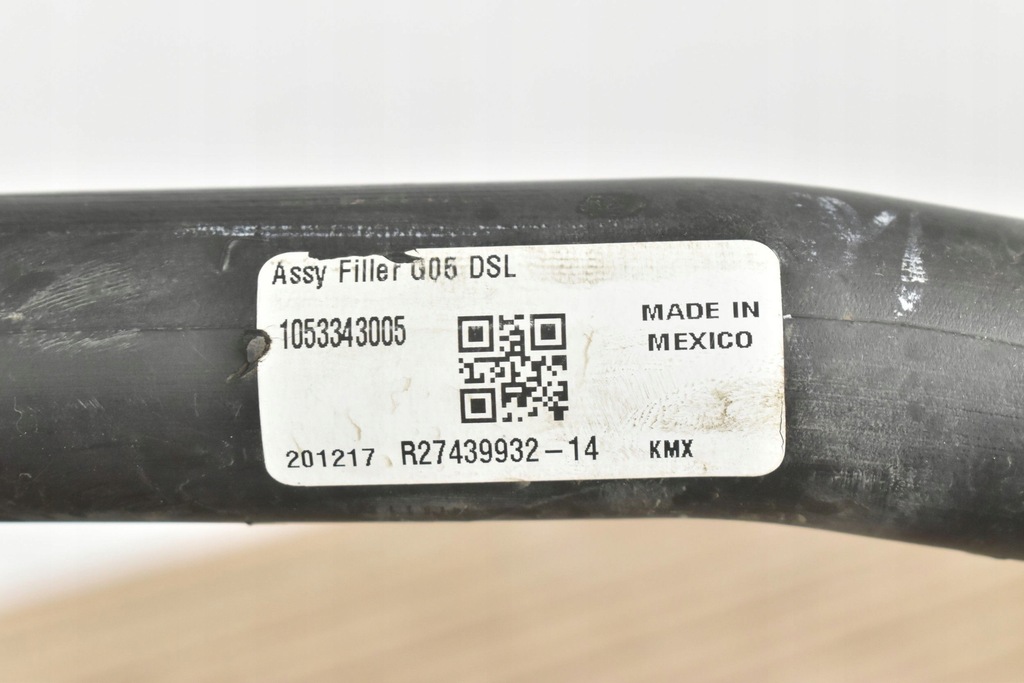 Assy Filler G05 DSL
1053343005
MADE IN
MEXICO
201217 R27439932-14 KMX